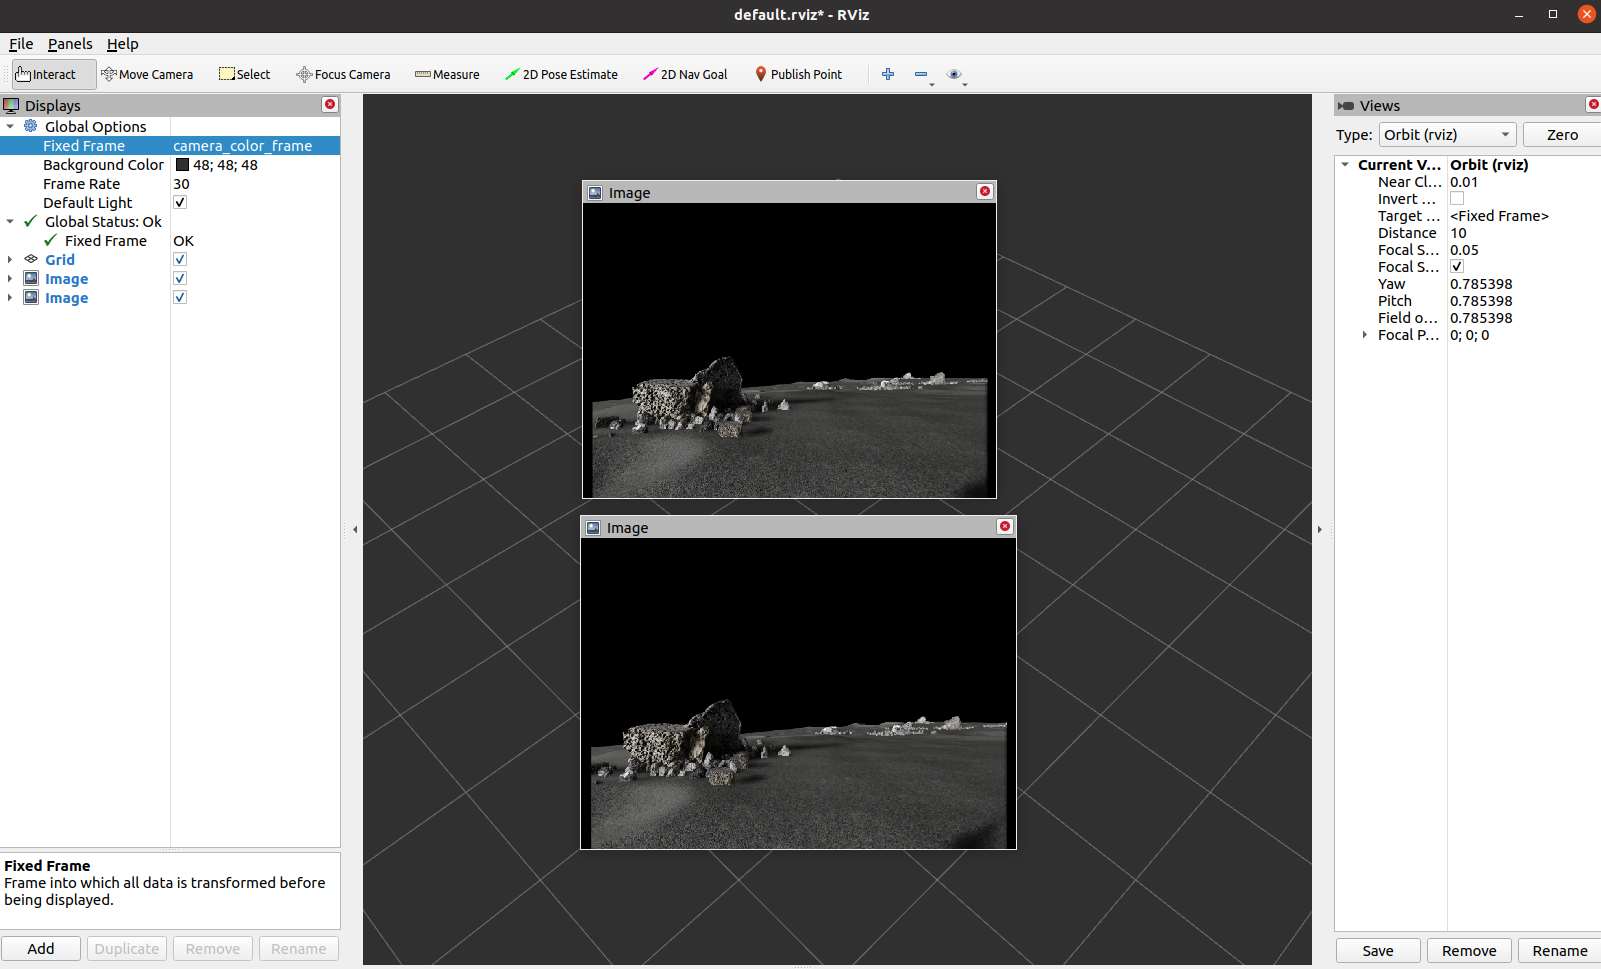 default.rviz* - RViz
File Panels Help
Interact Move Camera Select Focus Camera Measure 2D Pose Estimate 2D Nav Goal Publish Point
Displays
Global Options
Fixed Frame camera_color_frame
Background Color 48; 48; 48
Frame Rate 30
Default Light
Global Status: Ok
Fixed Frame OK
Grid
Image
Image
Fixed Frame
Frame into which all data is transformed before
being displayed.
Add Duplicate Remove Rename
Image
Image
Views
Type: Orbit (rviz) Zero
Current V... Orbit (rviz)
Near Cl... 0.01
Invert ...
Target ... <Fixed Frame>
Distance 10
Focal S... 0.05
Focal S...
Yaw 0.785398
Pitch 0.785398
Field o... 0.785398
Focal P... 0; 0; 0
Save Remove Rename